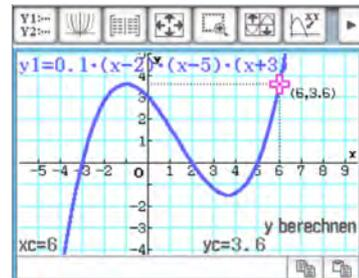 Y1:...
Y2:...
y1=0.1·(x-2)·(x-5)·(x+3)
y
5
4
3
2
1
(6,3.6)
x
-5 -4 -3 -2 -1 0 1 2 3 4 5 6 7 8 9
-1
-2
-3
-4
y berechnen
xc=6 yc=3.6